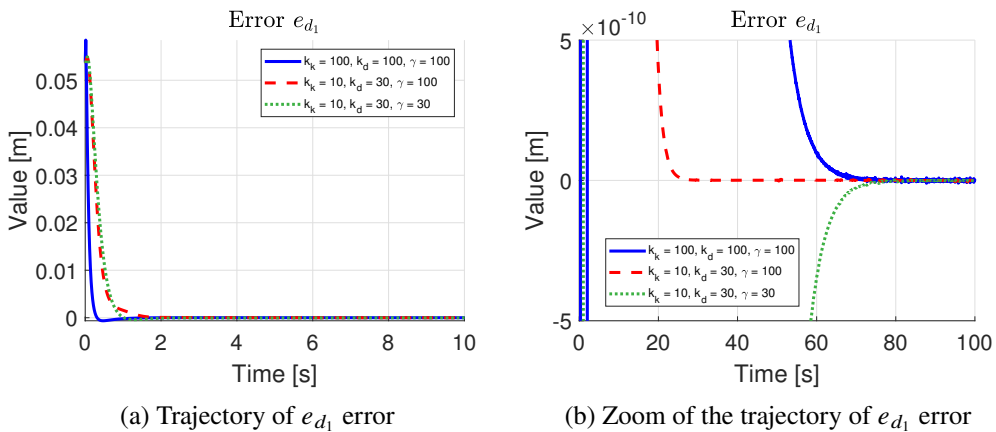 Error e_{d_1}
Value [m]
0.05
0.04
0.03
0.02
0.01
0
k_k = 100, k_d = 100, γ = 100
k_k = 10, k_d = 30, γ = 100
k_k = 10, k_d = 30, γ = 30
0 2 4 6 8 10
Time [s]
(a) Trajectory of e_{d_1} error
Error e_{d_1}
×10^{-10}
Value [m]
5
0
-5
k_k = 100, k_d = 100, γ = 100
k_k = 10, k_d = 30, γ = 100
k_k = 10, k_d = 30, γ = 30
0 20 40 60 80 100
Time [s]
(b) Zoom of the trajectory of e_{d_1} error